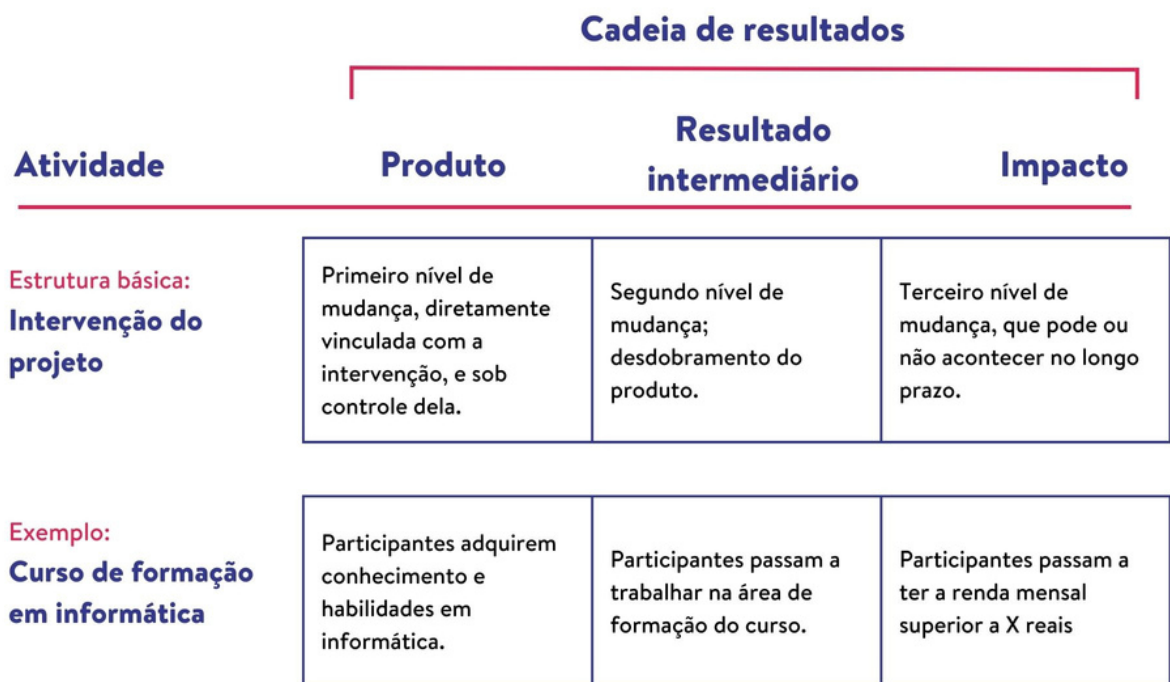 Cadeia de resultados
Atividade
Produto
Resultado
intermediário
Impacto
Estrutura básica:
Intervenção do
projeto
Primeiro nível de
mudança, diretamente
vinculada com a
intervenção, e sob
controle dela.
Segundo nível de
mudança;
desdobramento do
produto.
Terceiro nível de
mudança, que pode ou
não acontecer no longo
prazo.
Exemplo:
Curso de formação
em informática
Participantes adquirem
conhecimento e
habilidades em
informática.
Participantes passam a
trabalhar na área de
formação do curso.
Participantes passam a
ter a renda mensal
superior a X reais